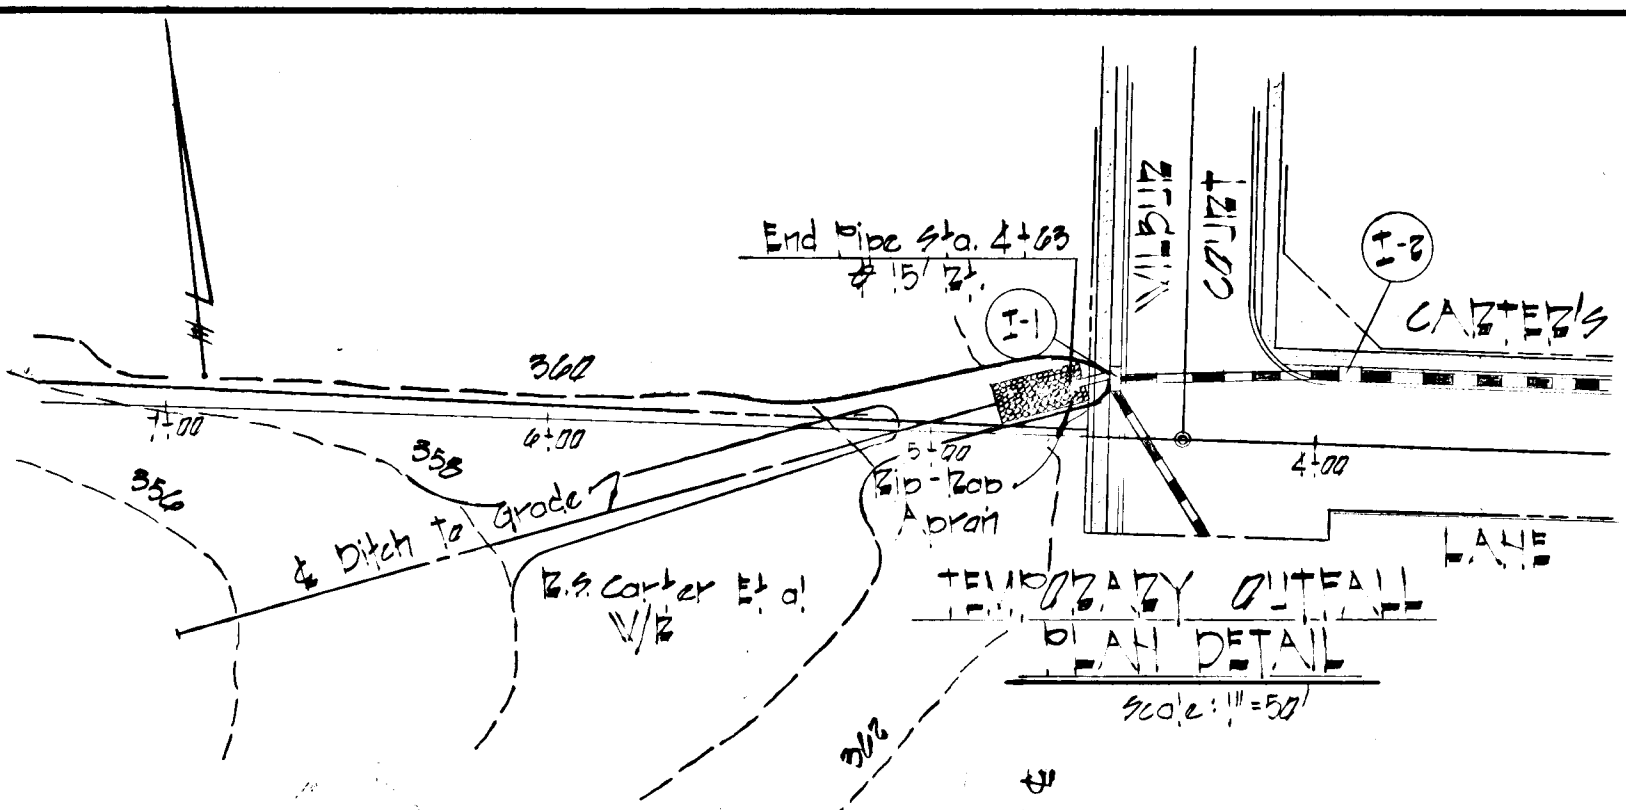 End Pipe Sta. 4+63
& 15' Rt.
WILBUR
COURT
I-2
I-1
CARTER'S
360
7+00
6+00
5+00
4+00
358
356
Rip-Rap
Apron
℄ Ditch To Grade
LANE
R.S. Carter Et al
W/R
TEMPORARY OUTFALL
PLAN DETAIL
Scale: 1"=50'
362